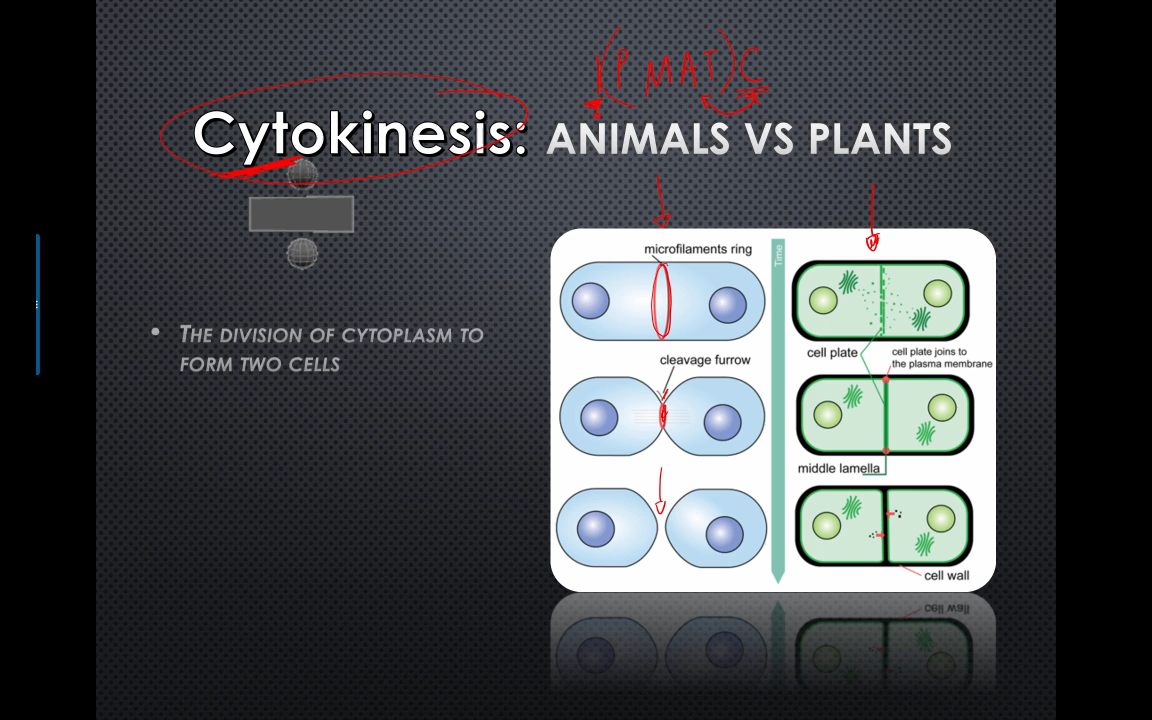 I(PMAT)C
Cytokinesis: ANIMALS VS PLANTS
• THE DIVISION OF CYTOPLASM TO
FORM TWO CELLS
microfilaments ring
cleavage furrow
Time
cell plate
cell plate joins to
the plasma membrane
middle lamella
cell wall